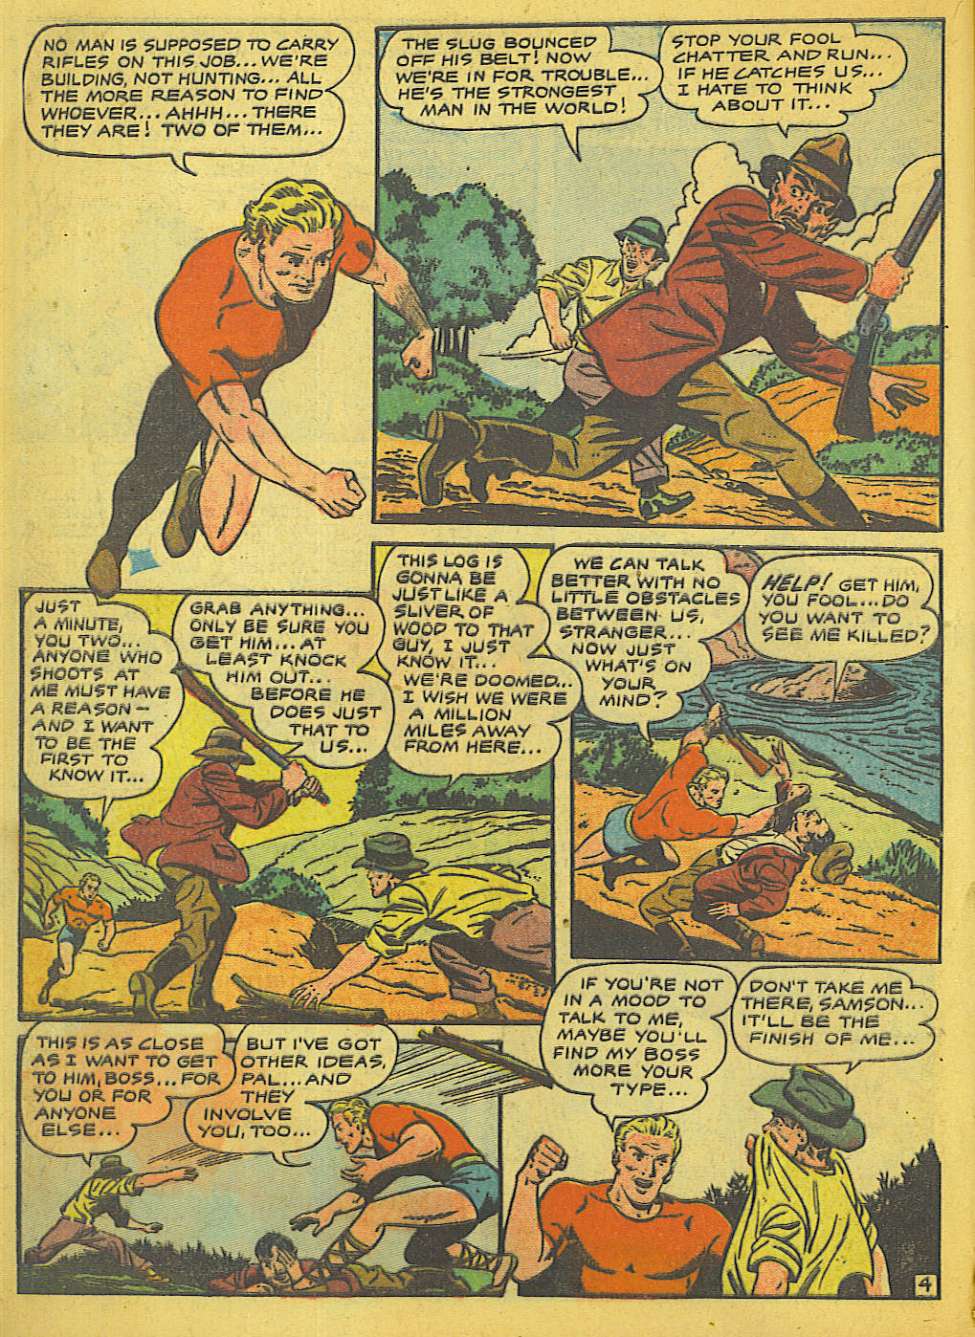 NO MAN IS SUPPOSED TO CARRY
RIFLES ON THIS JOB... WE'RE
BUILDING, NOT HUNTING... ALL
THE MORE REASON TO FIND
WHOEVER... AHHH... THERE
THEY ARE! TWO OF THEM...
THE SLUG BOUNCED
OFF HIS BELT! NOW
WE'RE IN FOR TROUBLE...
HE'S THE STRONGEST
MAN IN THE WORLD!
STOP YOUR FOOL
CHATTER AND RUN...
IF HE CATCHES US...
I HATE TO THINK
ABOUT IT...
JUST
A MINUTE,
YOU TWO...
ANYONE WHO
SHOOTS AT
ME MUST HAVE
A REASON—
AND I WANT
TO BE THE
FIRST TO
KNOW IT...
GRAB ANYTHING...
ONLY BE SURE YOU
GET HIM... AT
LEAST KNOCK
HIM OUT...
BEFORE HE
DOES JUST
THAT TO
US...
THIS LOG IS
GONNA BE
JUST LIKE A
SLIVER OF
WOOD TO THAT
GUY, I JUST
KNOW IT...
WE'RE DOOMED...
I WISH WE WERE
A MILLION
MILES AWAY
FROM HERE...
WE CAN TALK
BETTER WITH NO
LITTLE OBSTACLES
BETWEEN US,
STRANGER...
NOW JUST
WHAT'S ON
YOUR
MIND?
HELP! GET HIM,
YOU FOOL... DO
YOU WANT TO
SEE ME KILLED?
THIS IS AS CLOSE
AS I WANT TO GET
TO HIM, BOSS... FOR
YOU OR FOR
ANYONE
ELSE...
BUT I'VE GOT
OTHER IDEAS,
PAL... AND
THEY
INVOLVE
YOU, TOO...
IF YOU'RE NOT
IN A MOOD TO
TALK TO ME,
MAYBE YOU'LL
FIND MY BOSS
MORE YOUR
TYPE...
DON'T TAKE ME
THERE, SAMSON...
IT'LL BE THE
FINISH OF ME...
4